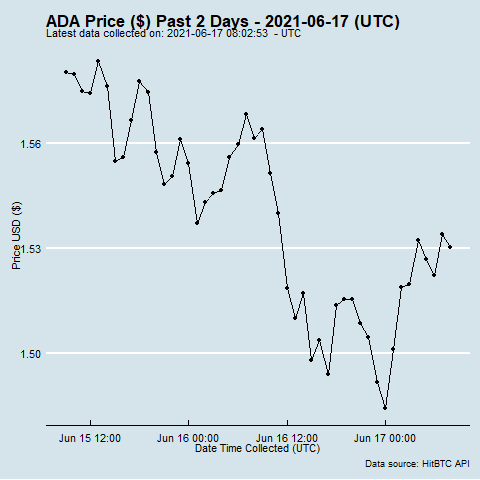 ADA Price ($) Past 2 Days - 2021-06-17 (UTC)
Latest data collected on: 2021-06-17 08:02:53 - UTC
1.56
1.53
1.50
Price USD ($)
Jun 15 12:00 Jun 16 00:00 Jun 16 12:00 Jun 17 00:00
Date Time Collected (UTC)
Data source: HitBTC API